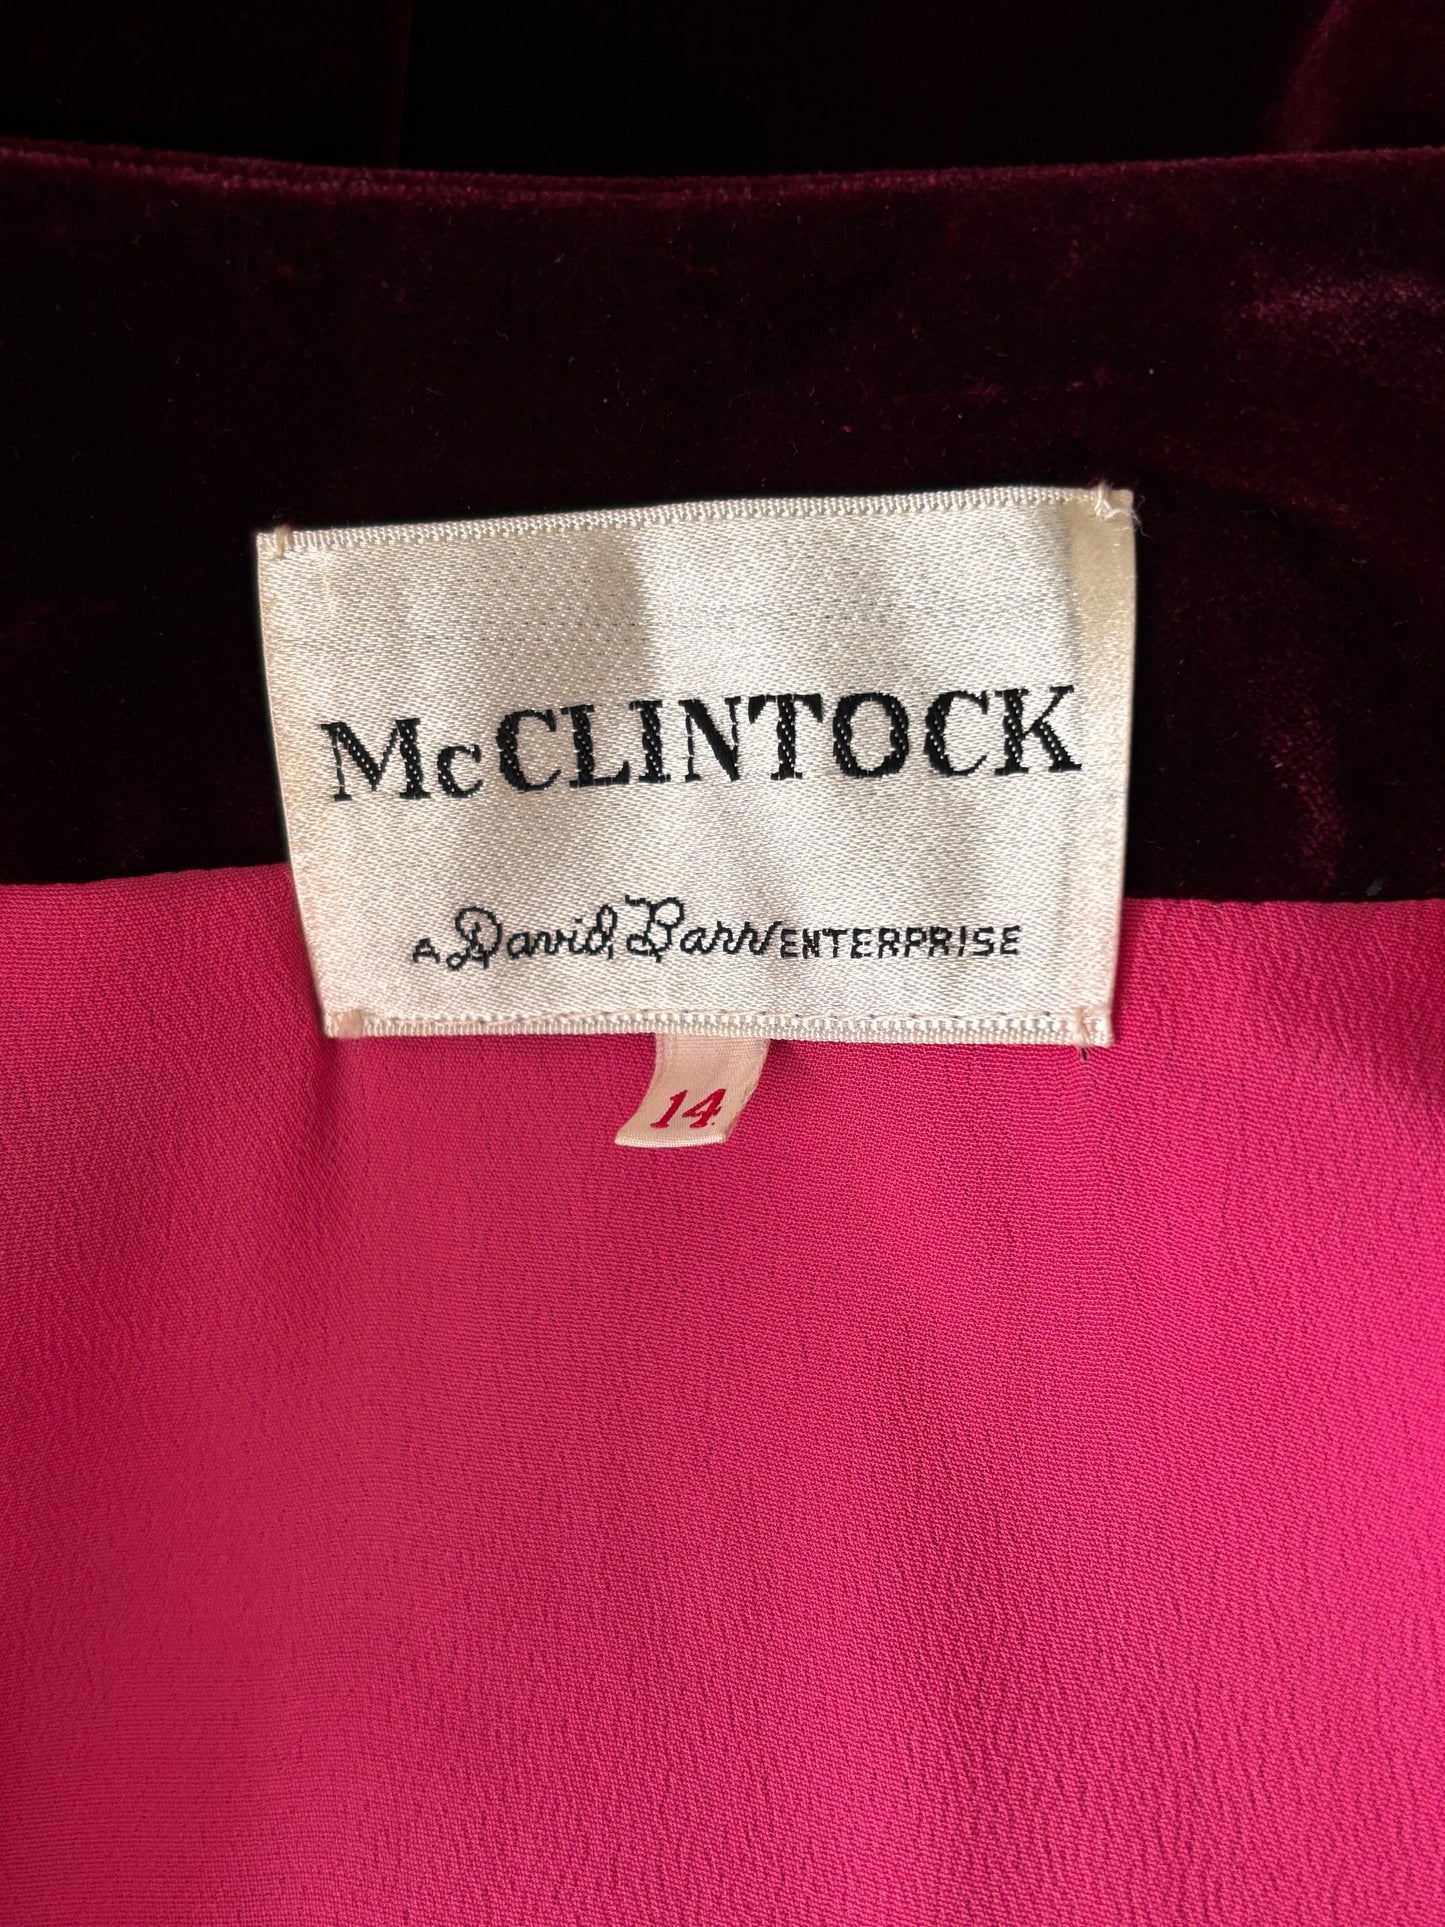 McCLINTOCK
A David Barr ENTERPRISE
14